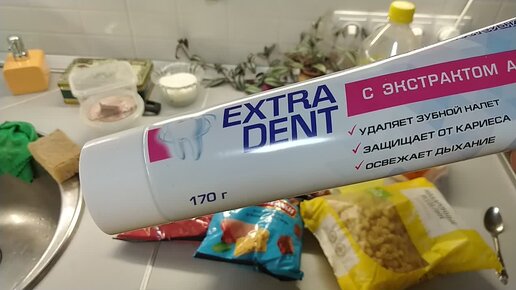 EXTRA
DENT
170 г
С ЭКСТРАКТОМ
✓ УДАЛЯЕТ ЗУБНОЙ НАЛЕТ
✓ ЗАЩИЩАЕТ ОТ КАРИЕСА
✓ ОСВЕЖАЕТ ДЫХАНИЕ